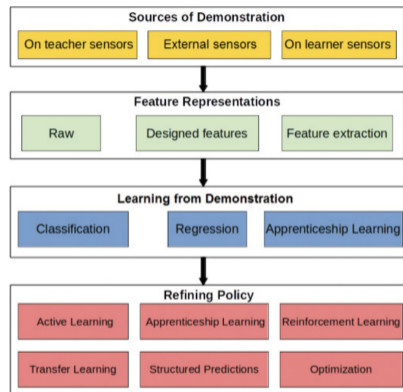 Sources of Demonstration
On teacher sensors External sensors On learner sensors
Feature Representations
Raw Designed features Feature extraction
Learning from Demonstration
Classification Regression Apprenticeship Learning
Refining Policy
Active Learning Apprenticeship Learning Reinforcement Learning
Transfer Learning Structured Predictions Optimization